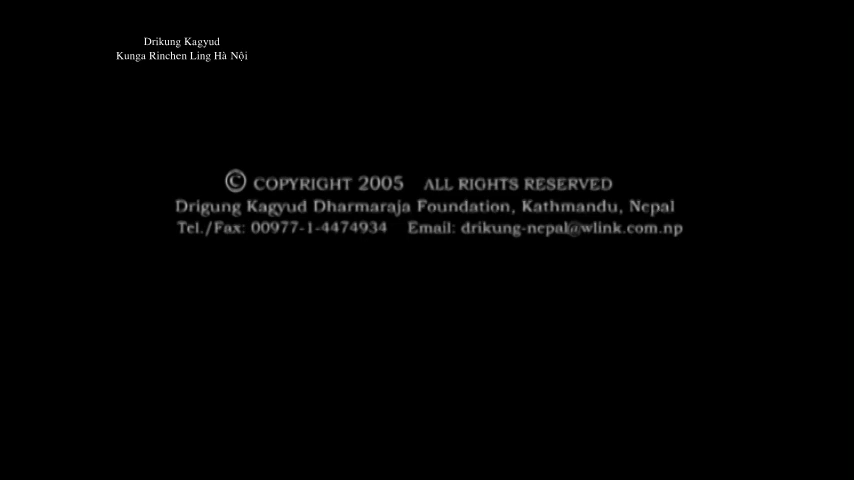 Drikung Kagyud
Kunga Rinchen Ling Hà Nội
© COPYRIGHT 2005 ALL RIGHTS RESERVED
Drigung Kagyud Dharmaraja Foundation, Kathmandu, Nepal
Tel./Fax: 00977-1-4474934 Email: drikung-nepal@wlink.com.np